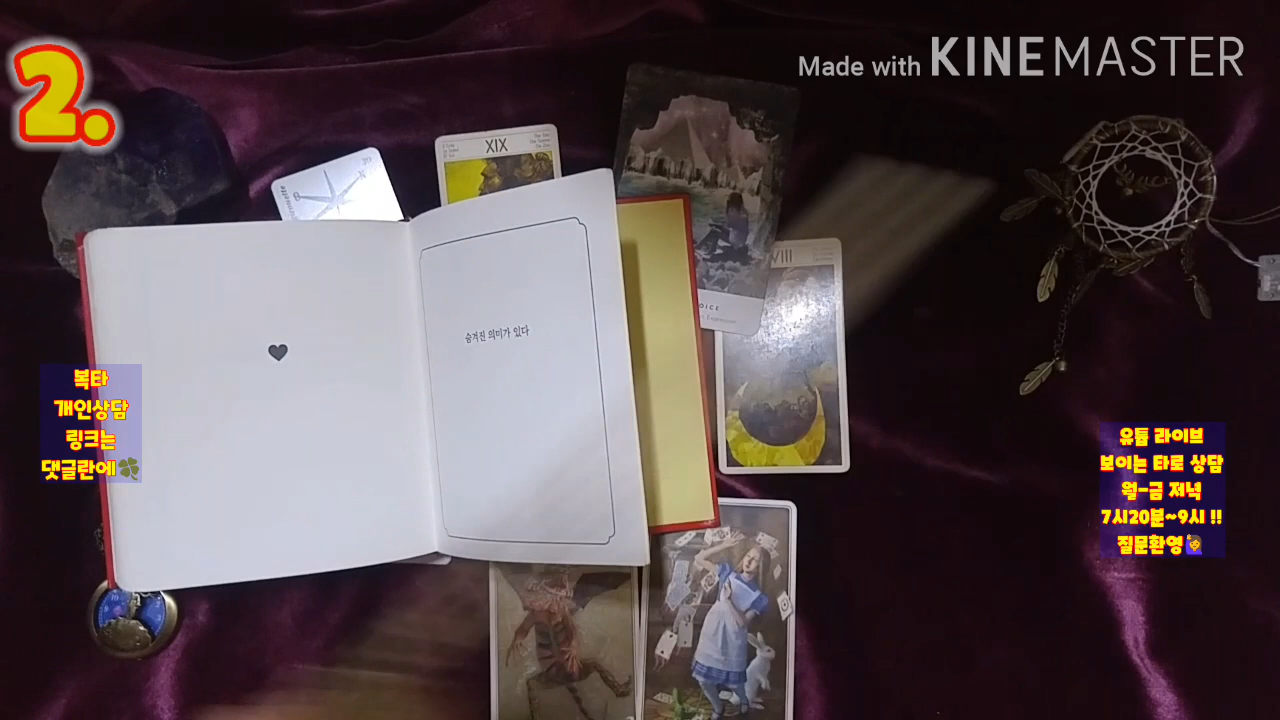 2.
Made with KINEMASTER
XIX
VIII
OICE
숨겨진 의미가 있다
복타
개인상담
링크는
댓글란에🍀
유튭 라이브
보이는 타로 상담
월-금 저녁
7시20분~9시 !!
질문환영🙋‍♀️